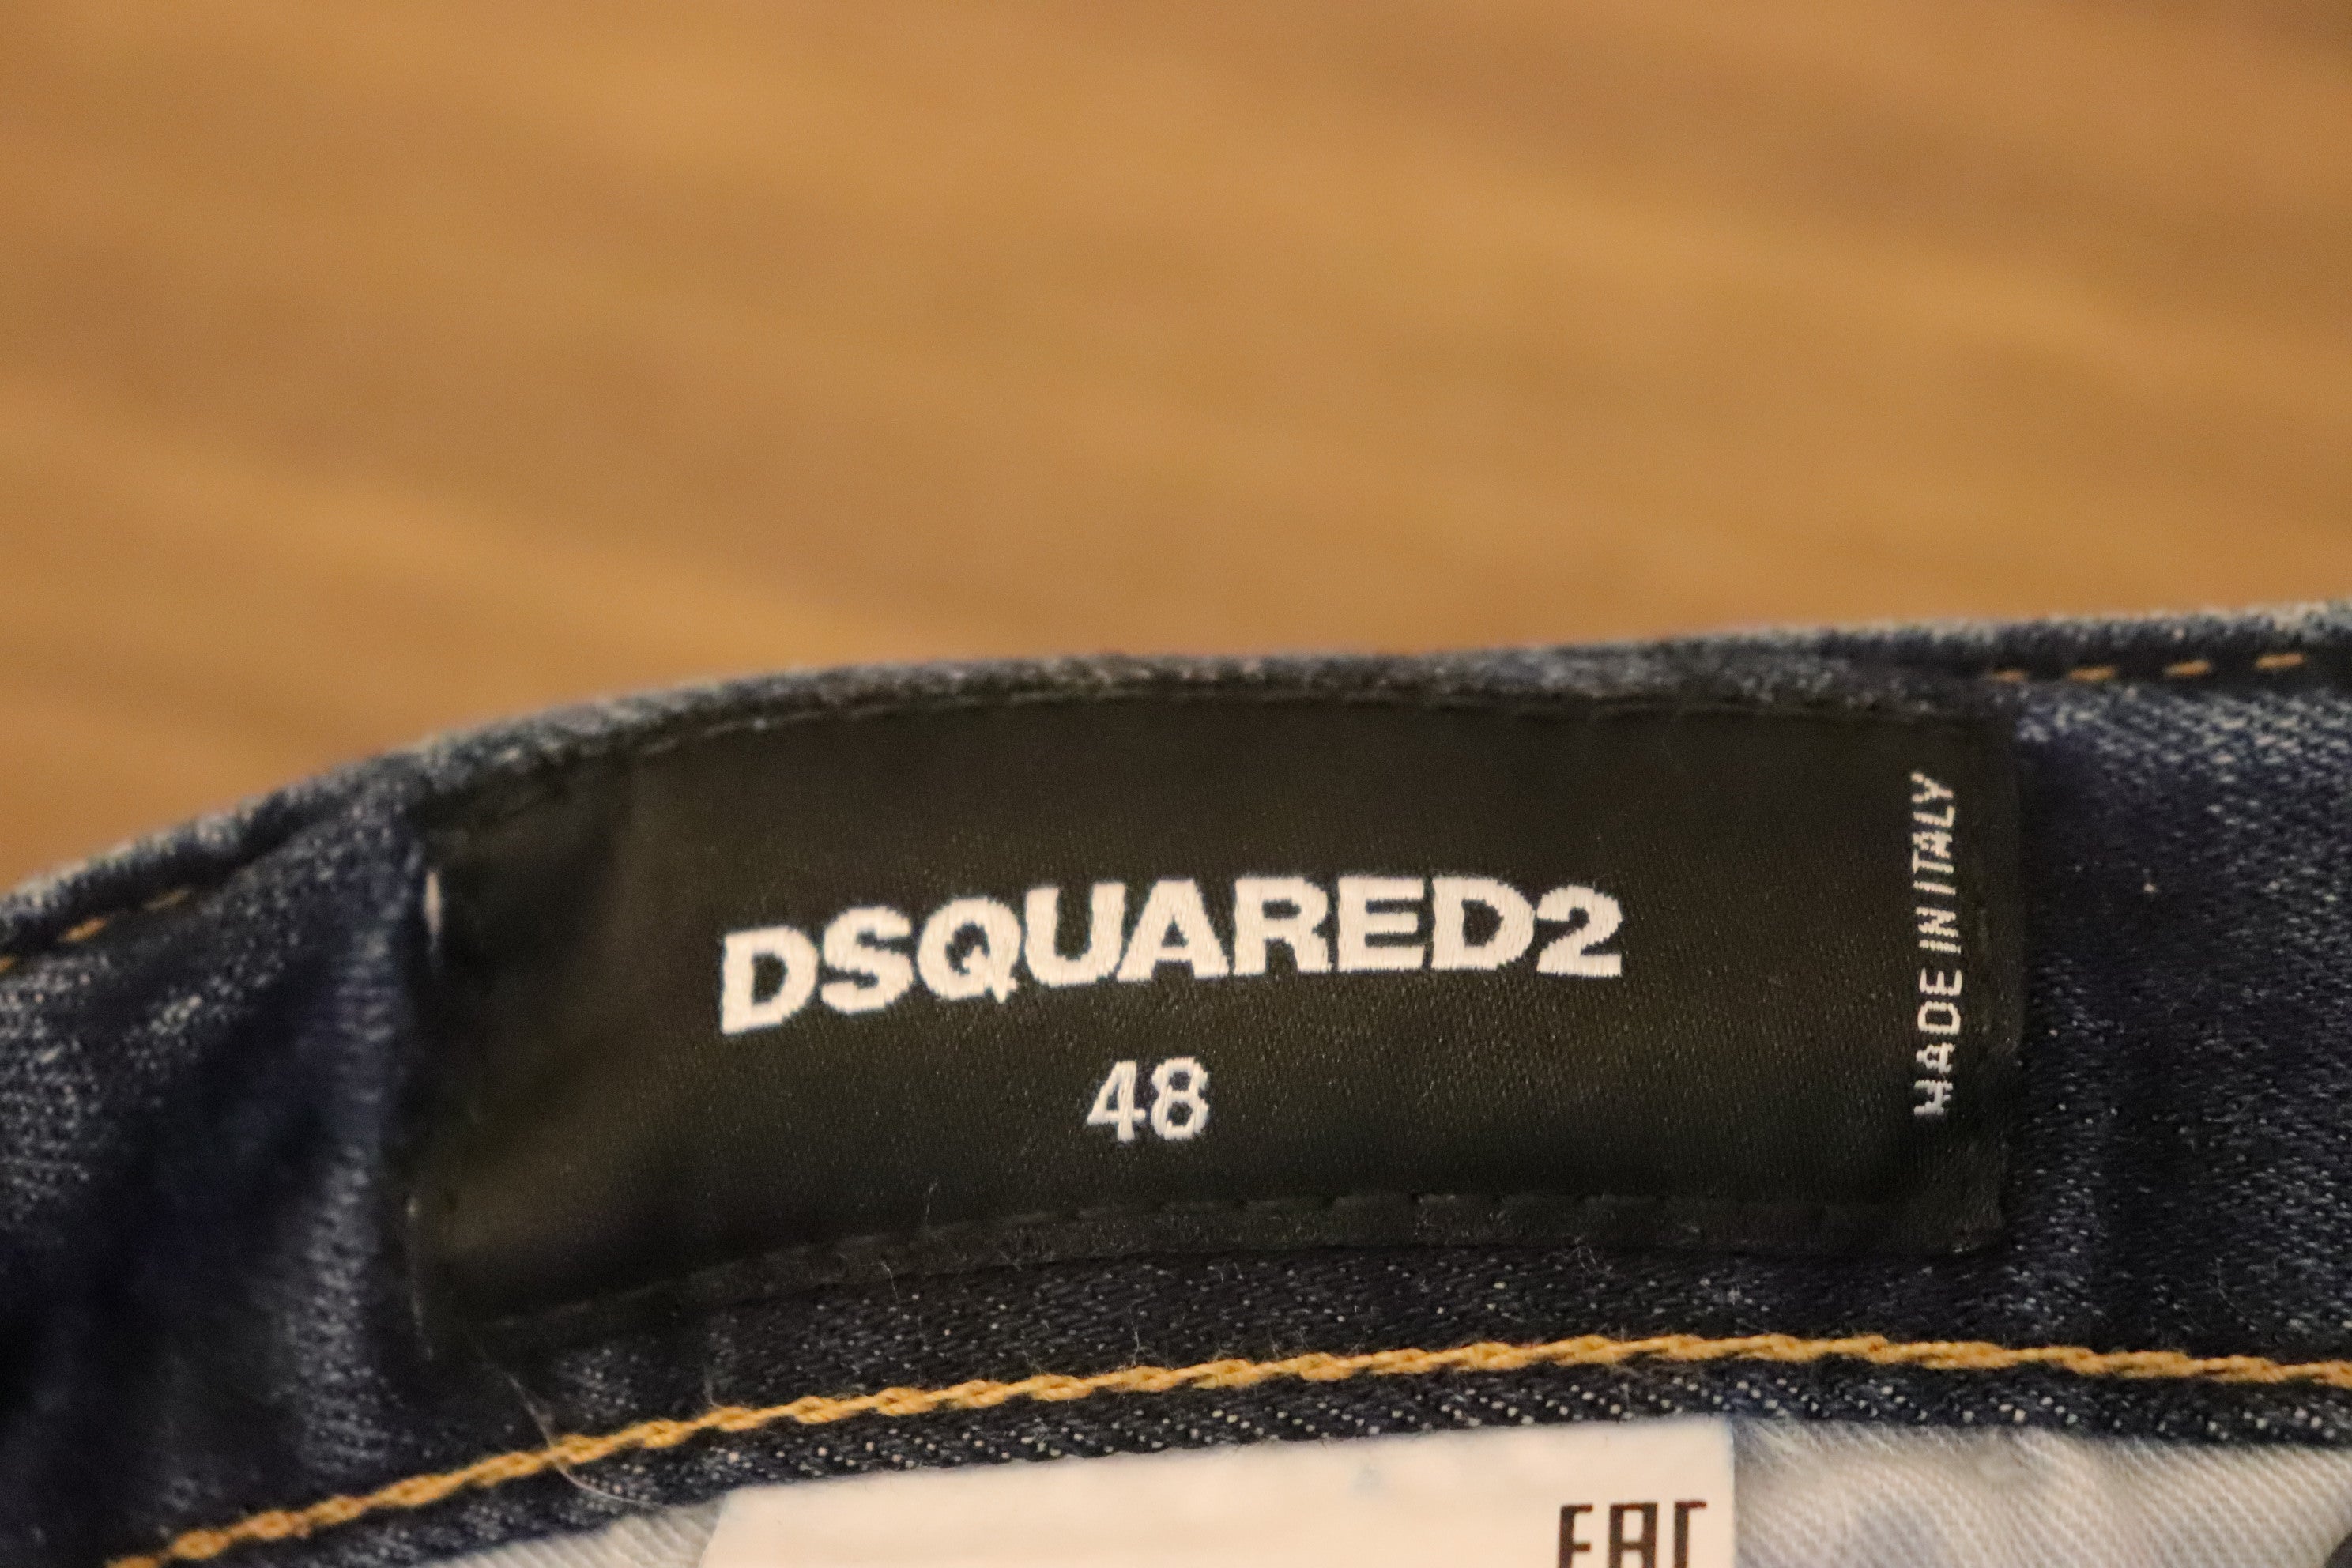 DSQUARED2
48
MADE IN ITALY
EAC